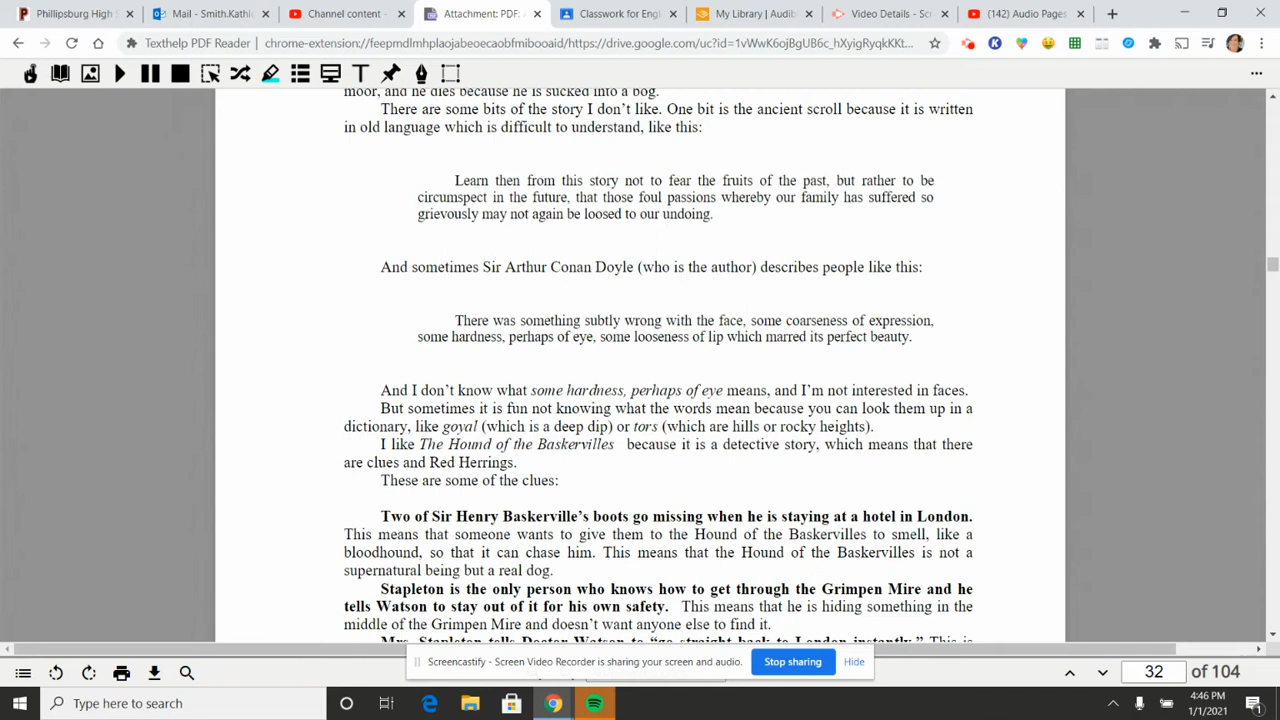 Phillipsburg High S
Mail - Smith.Kathl
Channel content -
Attachment: PDF:
Classwork for Eng
My Library | Audib
Video Details - Scr
(142) Audio Pages
Texthelp PDF Reader | chrome-extension://feepmdlmhplaojabeoecaobfmibooaid/https://drive.google.com/uc?id=1vWwK6ojBgUB6c_hXyigRyqkKKt...
moor, and he dies because he is sucked into a bog.
There are some bits of the story I don't like. One bit is the ancient scroll because it is written
in old language which is difficult to understand, like this:
Learn then from this story not to fear the fruits of the past, but rather to be
circumspect in the future, that those foul passions whereby our family has suffered so
grievously may not again be loosed to our undoing.
And sometimes Sir Arthur Conan Doyle (who is the author) describes people like this:
There was something subtly wrong with the face, some coarseness of expression,
some hardness, perhaps of eye, some looseness of lip which marred its perfect beauty.
And I don't know what some hardness, perhaps of eye means, and I'm not interested in faces.
But sometimes it is fun not knowing what the words mean because you can look them up in a
dictionary, like goyal (which is a deep dip) or tors (which are hills or rocky heights).
I like The Hound of the Baskervilles because it is a detective story, which means that there
are clues and Red Herrings.
These are some of the clues:
Two of Sir Henry Baskerville's boots go missing when he is staying at a hotel in London.
This means that someone wants to give them to the Hound of the Baskervilles to smell, like a
bloodhound, so that it can chase him. This means that the Hound of the Baskervilles is not a
supernatural being but a real dog.
Stapleton is the only person who knows how to get through the Grimpen Mire and he
tells Watson to stay out of it for his own safety. This means that he is hiding something in the
middle of the Grimpen Mire and doesn't want anyone else to find it.
Mrs. Stapleton tells Doctor Watson to "go straight back to London instantly." This is
Screencastify - Screen Video Recorder is sharing your screen and audio. Stop sharing Hide
32 of 104
Type here to search
4:46 PM
1/1/2021